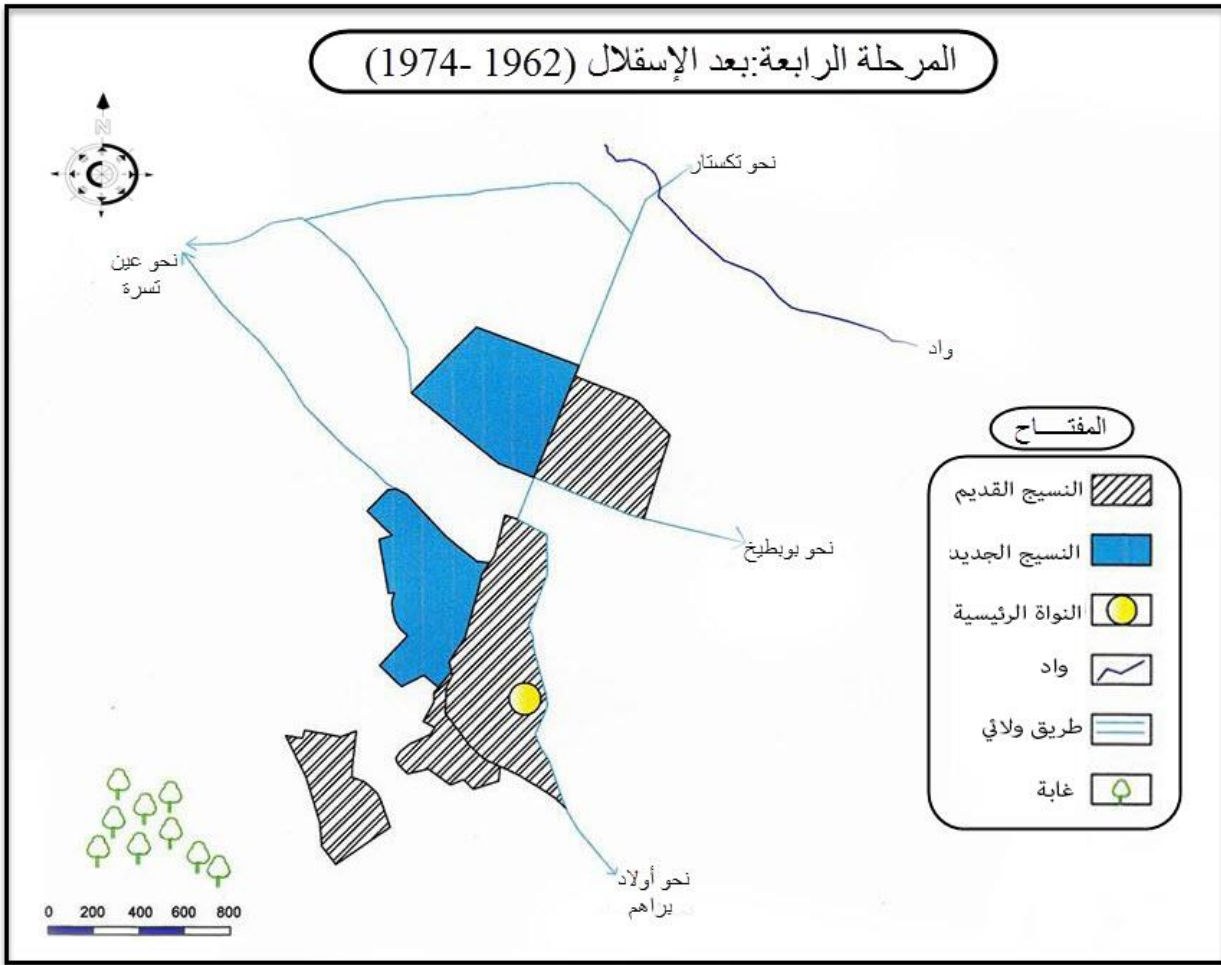 المرحلة الرابعة:بعد الإسقلال (1962 -1974)
N
نحو تكستار
نحو عين
تسرة
واد
نحو بوبطيخ
نحو أولاد
براهم
المفتــــاح
النسيج القديم
النسيج الجديد
النواة الرئيسية
واد
طريق ولائي
غابة
0 200 400 600 800